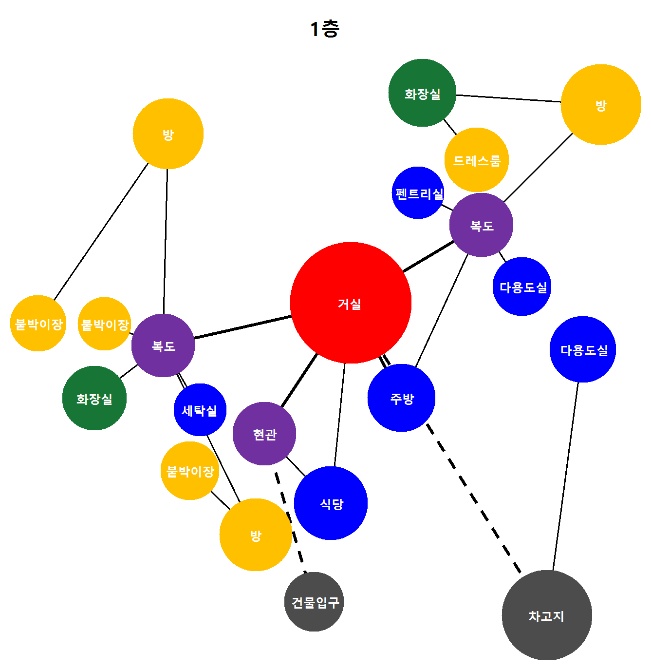 1층
화장실
방
방
드레스룸
펜트리실
복도
다용도실
거실
붙박이장
붙박이장
복도
다용도실
화장실
세탁실
주방
현관
붙박이장
식당
방
건물입구
차고지